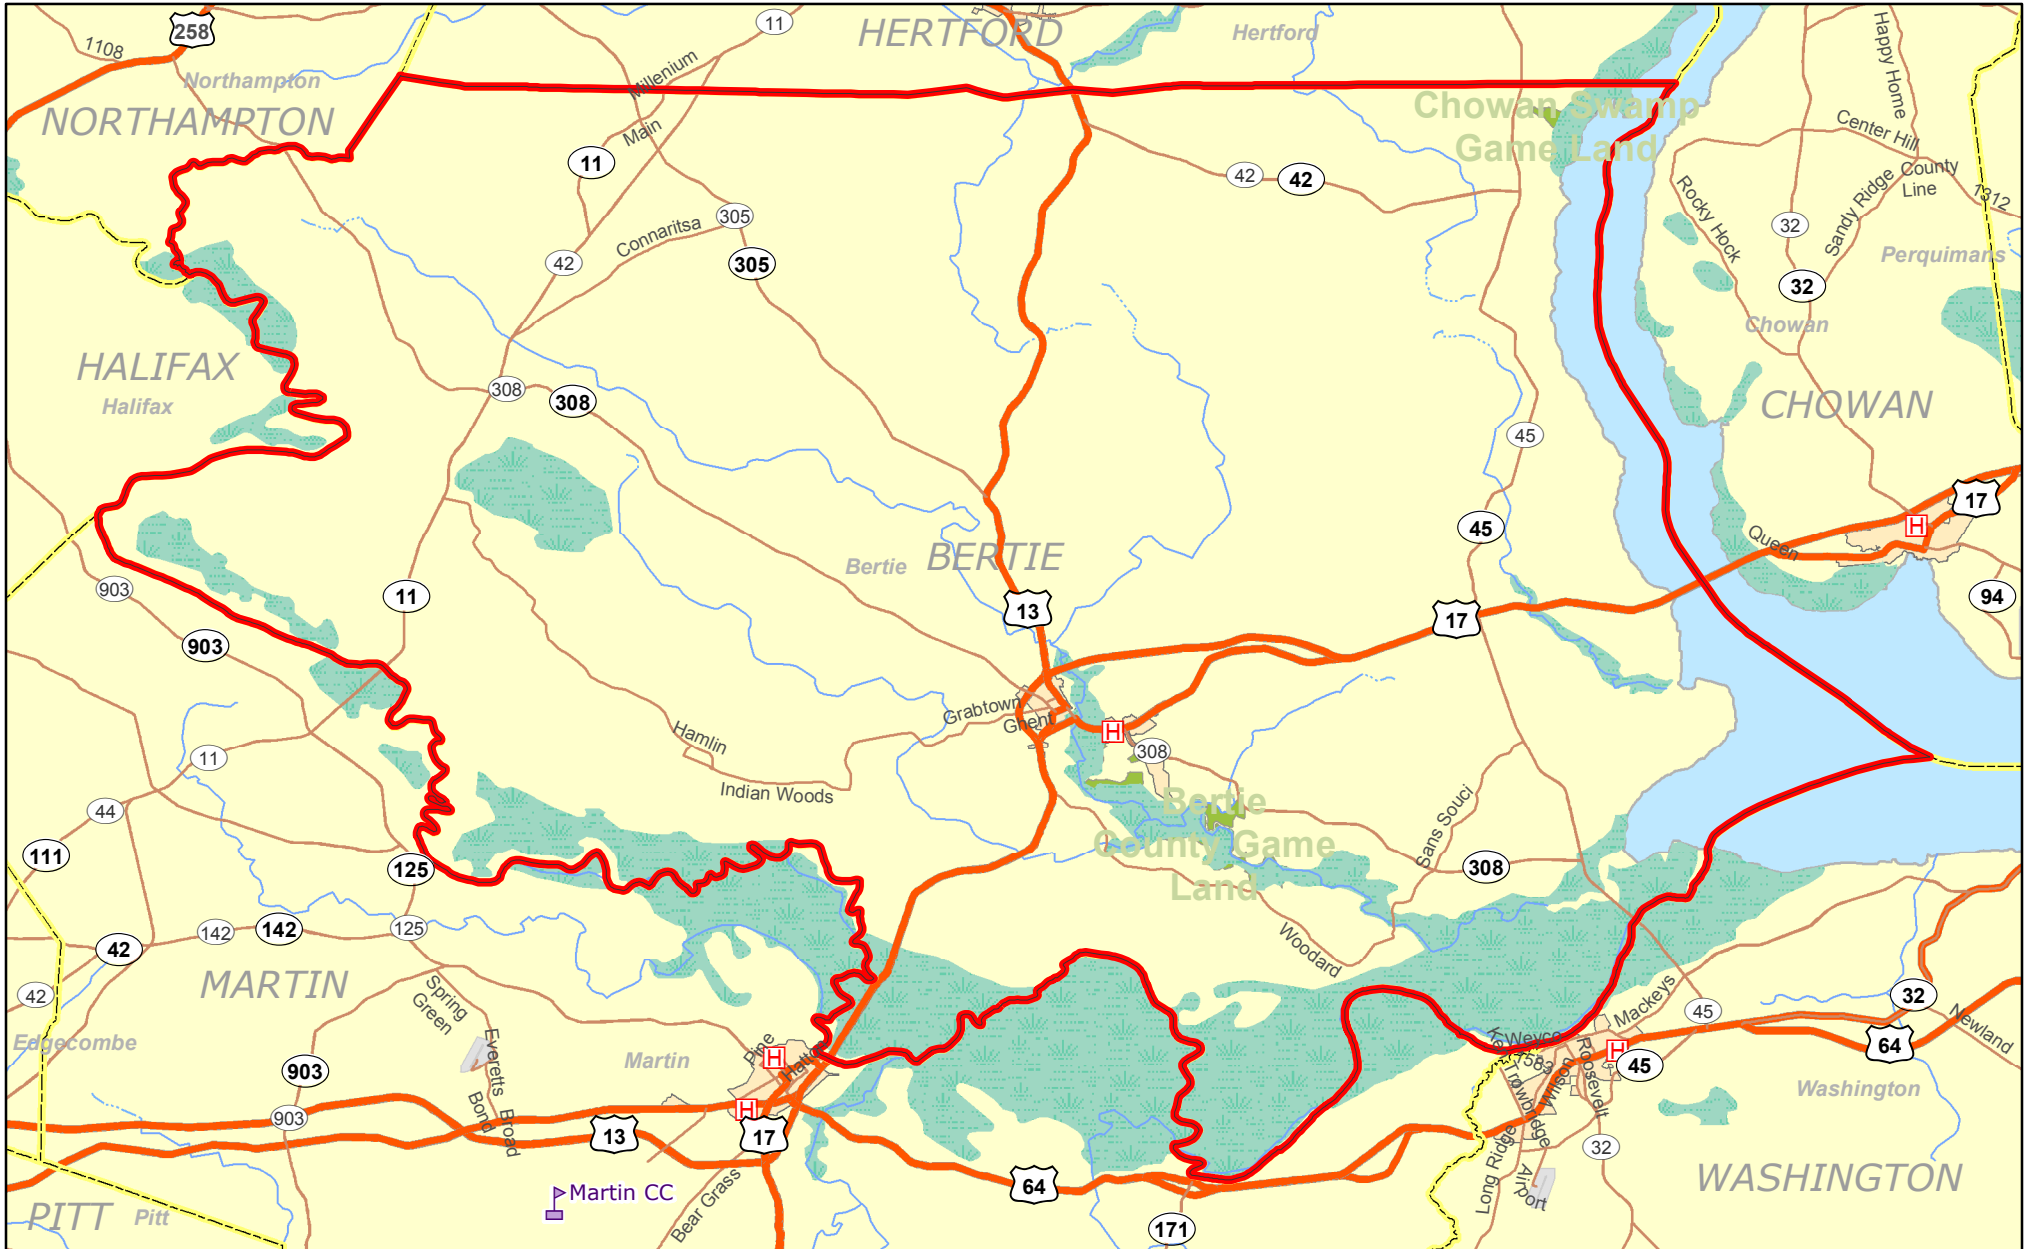 258
1108
Northampton
NORTHAMPTON
11
HERTFORD
Hertford
Happy Home
Millenium
Main
11
Chowan Swamp
Game Land
Center Hill
County
Line
1312
42
42
305
Connaritsa
305
42
Rocky Hock
32
Sandy Ridge
Perquimans
32
Chowan
HALIFAX
Halifax
308
308
CHOWAN
45
45
17
Queen
H
94
BERTIE
Bertie
13
17
903
11
903
Grabtown
Ghent
H
308
Hamlin
Indian Woods
11
44
111
125
Bertie
County Game
Land
Sans Souci
308
142
142
125
42
42
MARTIN
Spring
Green
Woodard
Edgecombe
Everetts
Martin
Pine
H
903
903
Bond
Broad
H
13
17
Mackeys
45
32
64
Newland
Weyco
H
45
1583
Wilson
Roosevelt
Trowbridge
Washington
32
Long Ridge
Airport
WASHINGTON
64
171
Bear Grass
Martin CC
PITT
Pitt